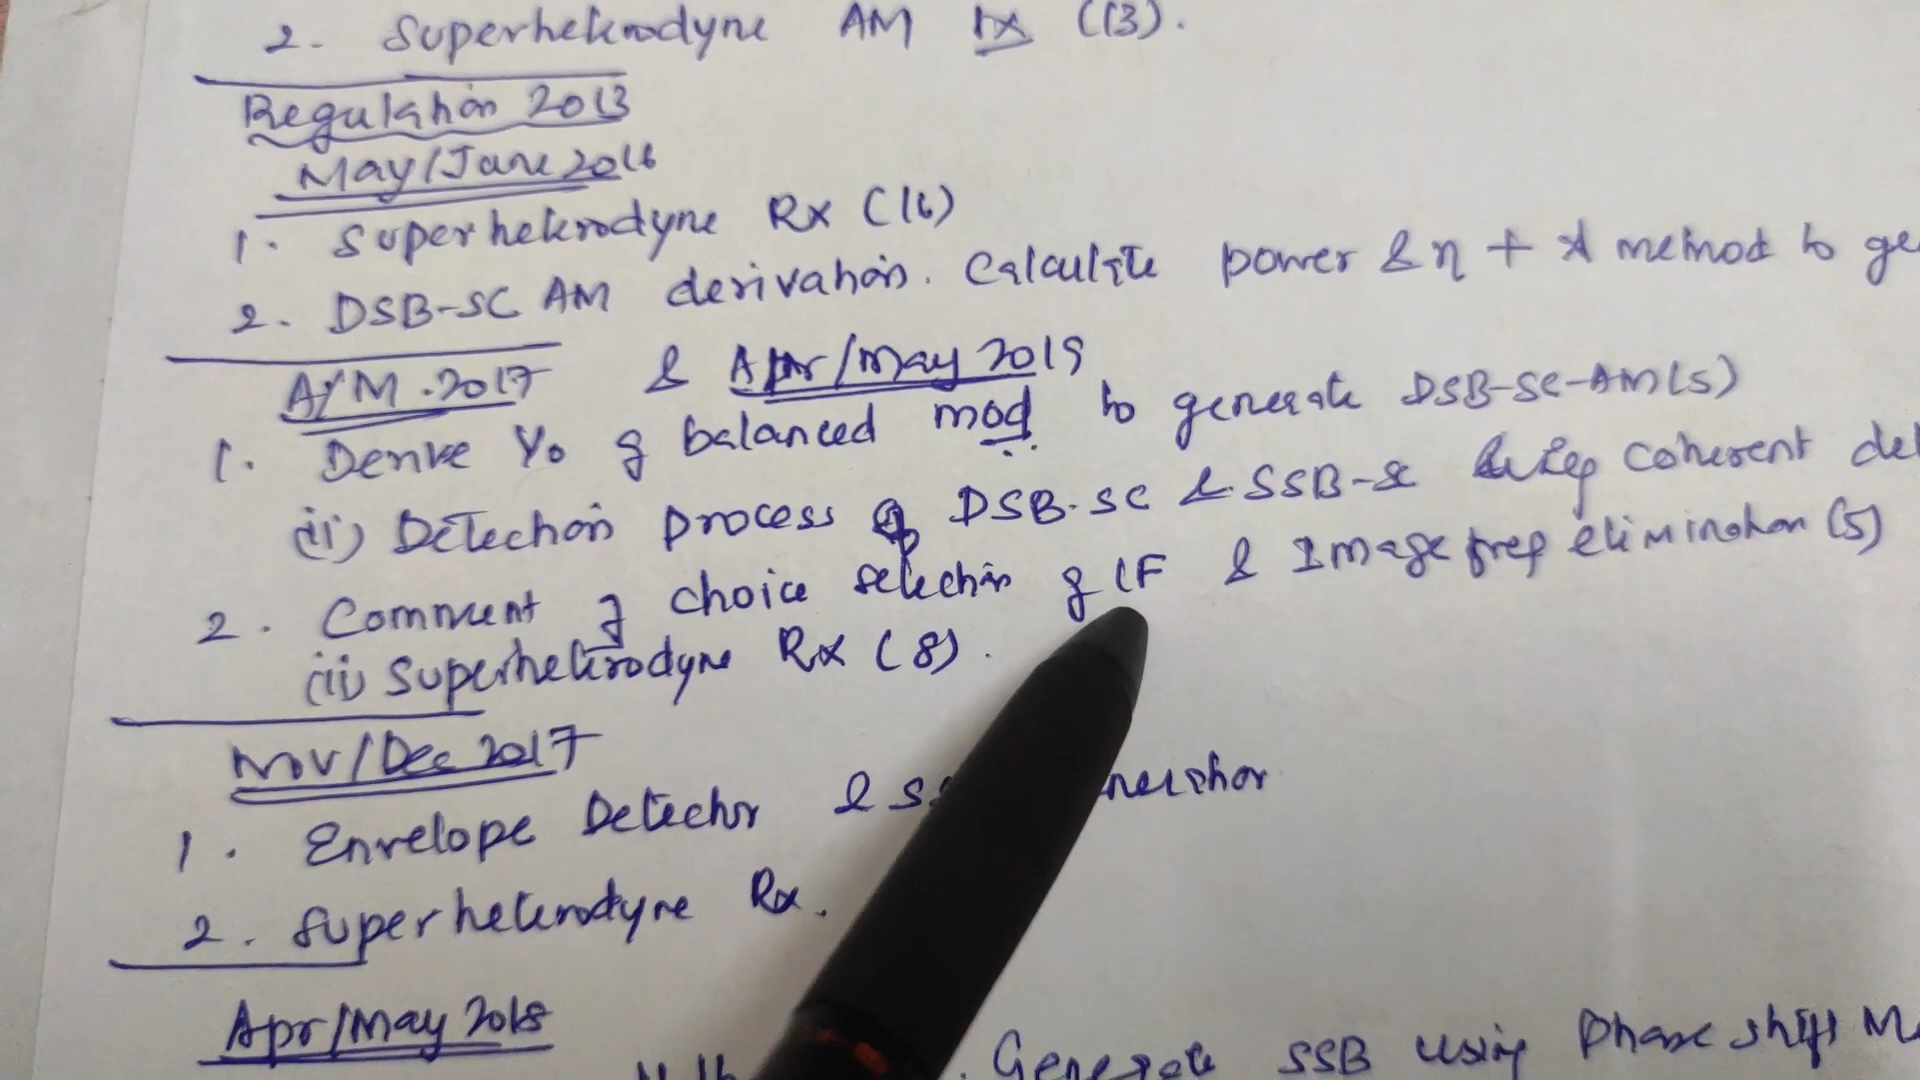 2. Superheterodyne AM Rx (13).
Regulation 2013
May/June 2016
1. Superheterodyne Rx (16)
2. DSB-SC AM derivation. Calculate power & η + 1 method to ge
A/M-2017 & Apr/May 2019
1. Derive Vo of balanced mod to generate DSB-SC-AM(5)
(ii) Detection process of DSB-SC & SSB-SC using coherent det
2. Comment of choice selection of IF & Image freq elimination (5)
(ii) Superheterodyne Rx (8).
Nov/Dec 2017
1. Envelope Detector &
2. Superheterodyne Rx.
Apr/May 2018
Generate SSB using Phase shift M